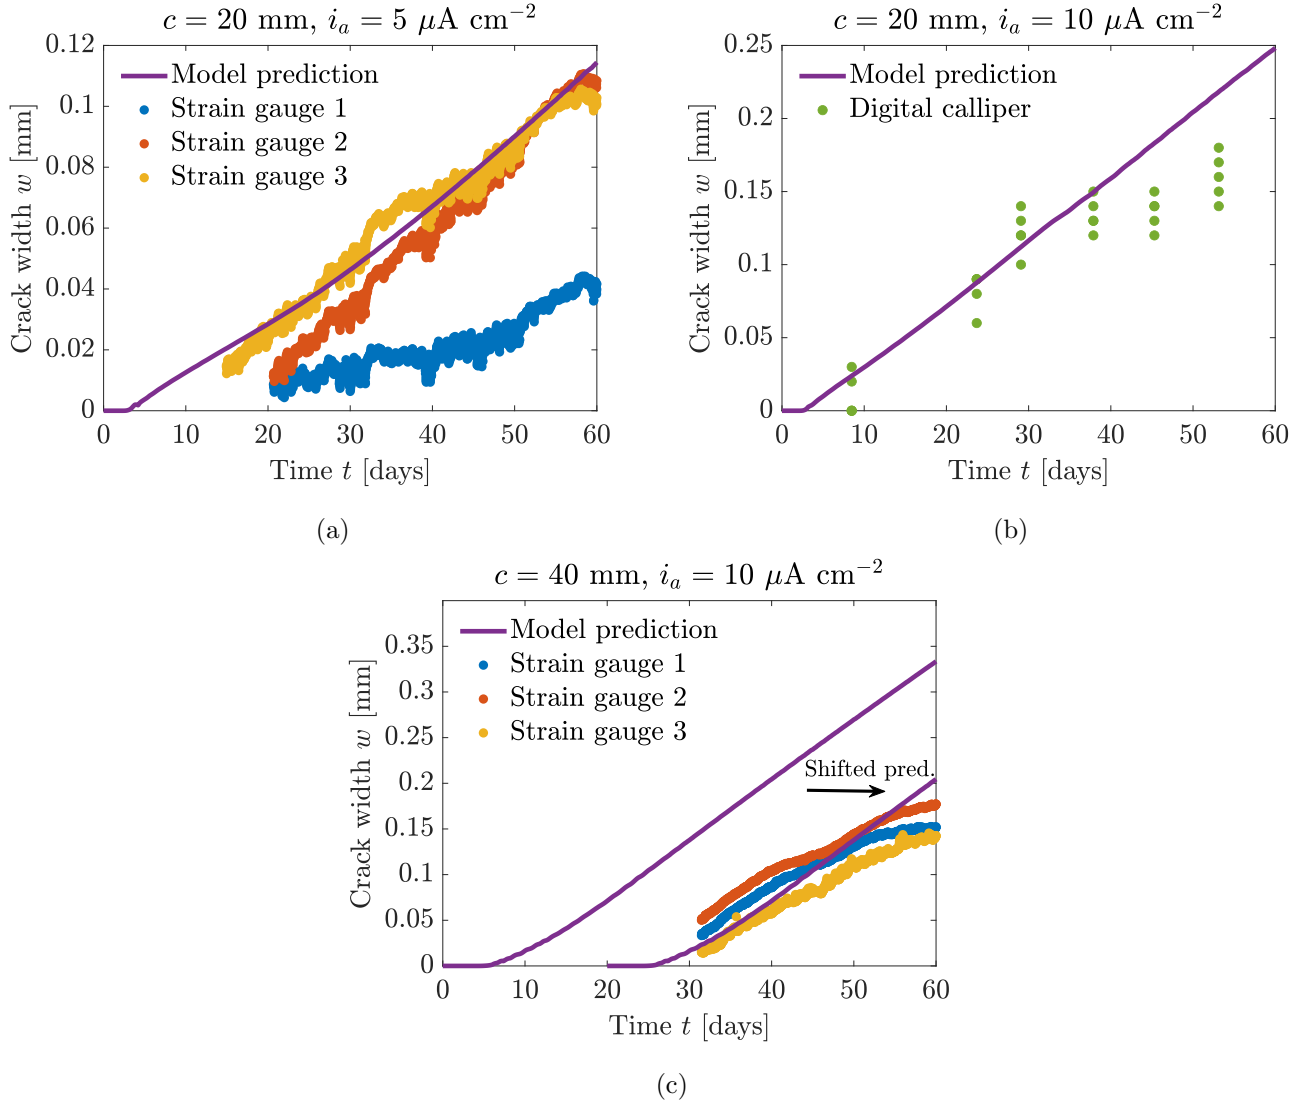 c = 20 mm, i_a = 5 μA cm⁻²
Crack width w [mm]
0.12
0.1
0.08
0.06
0.04
0.02
0
Model prediction
Strain gauge 1
Strain gauge 2
Strain gauge 3
0 10 20 30 40 50 60
Time t [days]
(a)
c = 20 mm, i_a = 10 μA cm⁻²
Crack width w [mm]
0.25
0.2
0.15
0.1
0.05
0
Model prediction
Digital calliper
0 10 20 30 40 50 60
Time t [days]
(b)
c = 40 mm, i_a = 10 μA cm⁻²
Crack width w [mm]
0.35
0.3
0.25
0.2
0.15
0.1
0.05
0
Model prediction
Strain gauge 1
Strain gauge 2
Strain gauge 3
Shifted pred.
0 10 20 30 40 50 60
Time t [days]
(c)